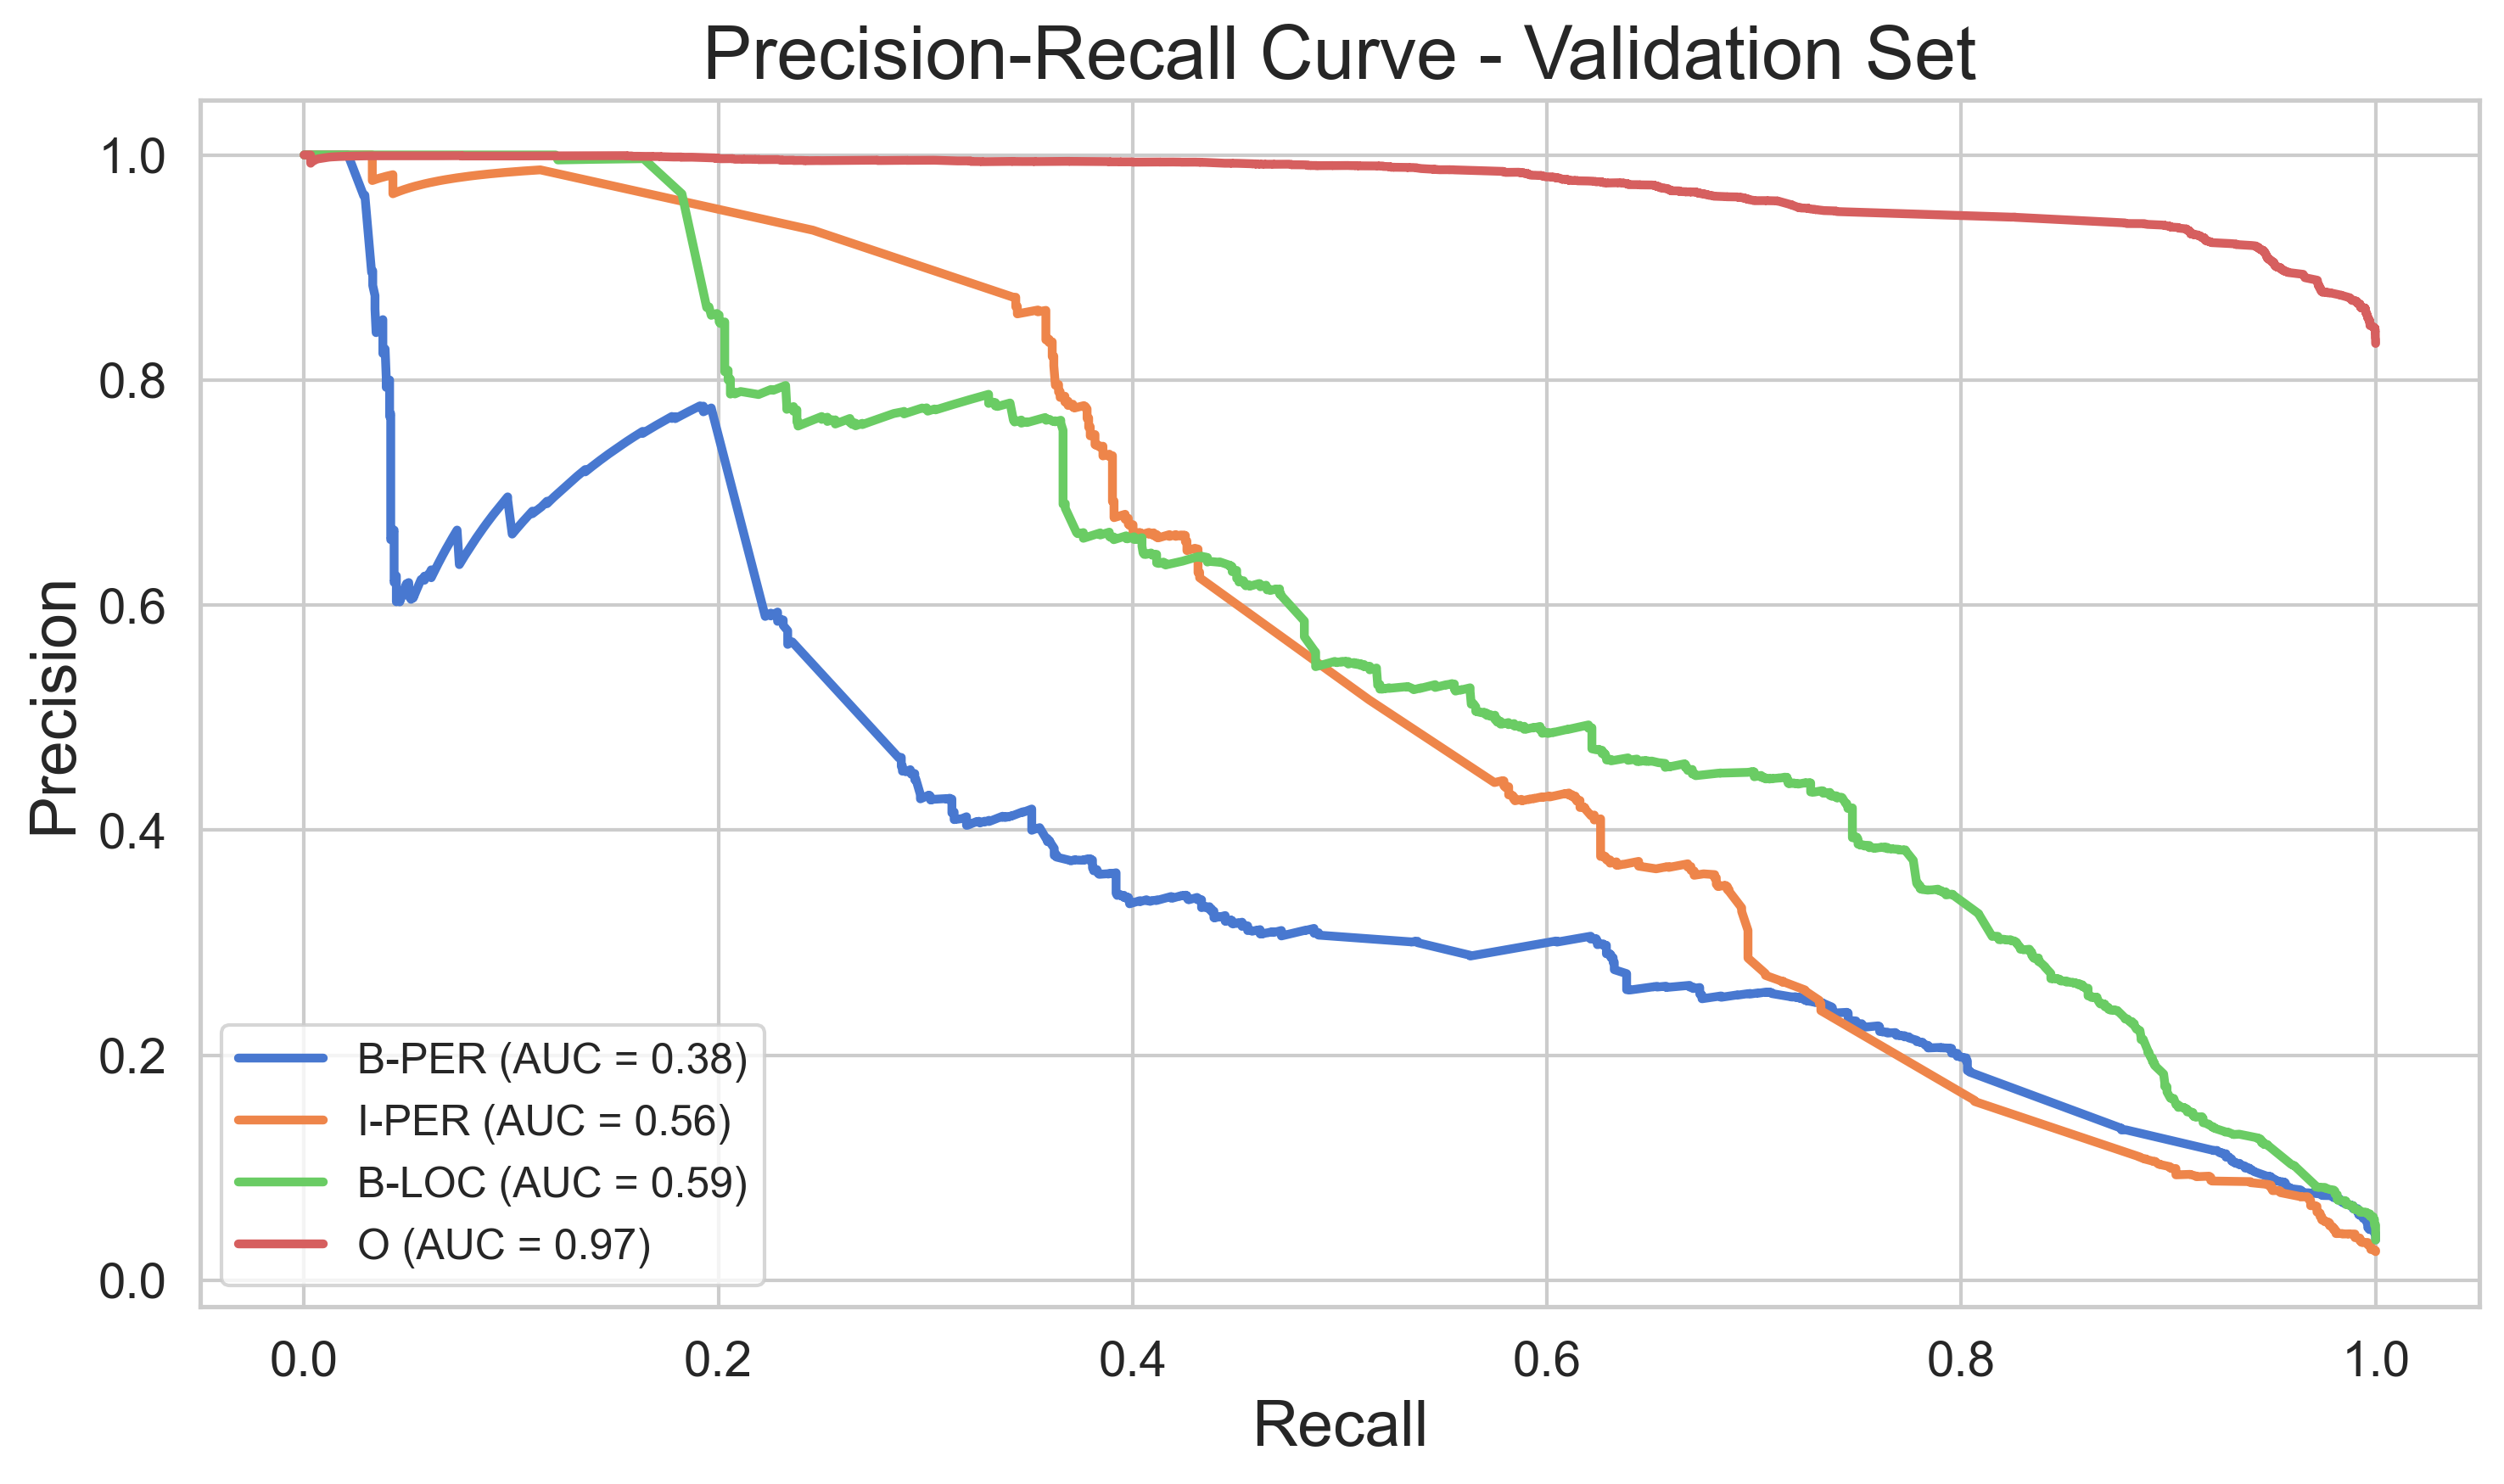 Precision-Recall Curve - Validation Set
Precision
1.0
0.8
0.6
0.4
0.2
0.0
B-PER (AUC = 0.38)
I-PER (AUC = 0.56)
B-LOC (AUC = 0.59)
O (AUC = 0.97)
0.0 0.2 0.4 0.6 0.8 1.0
Recall